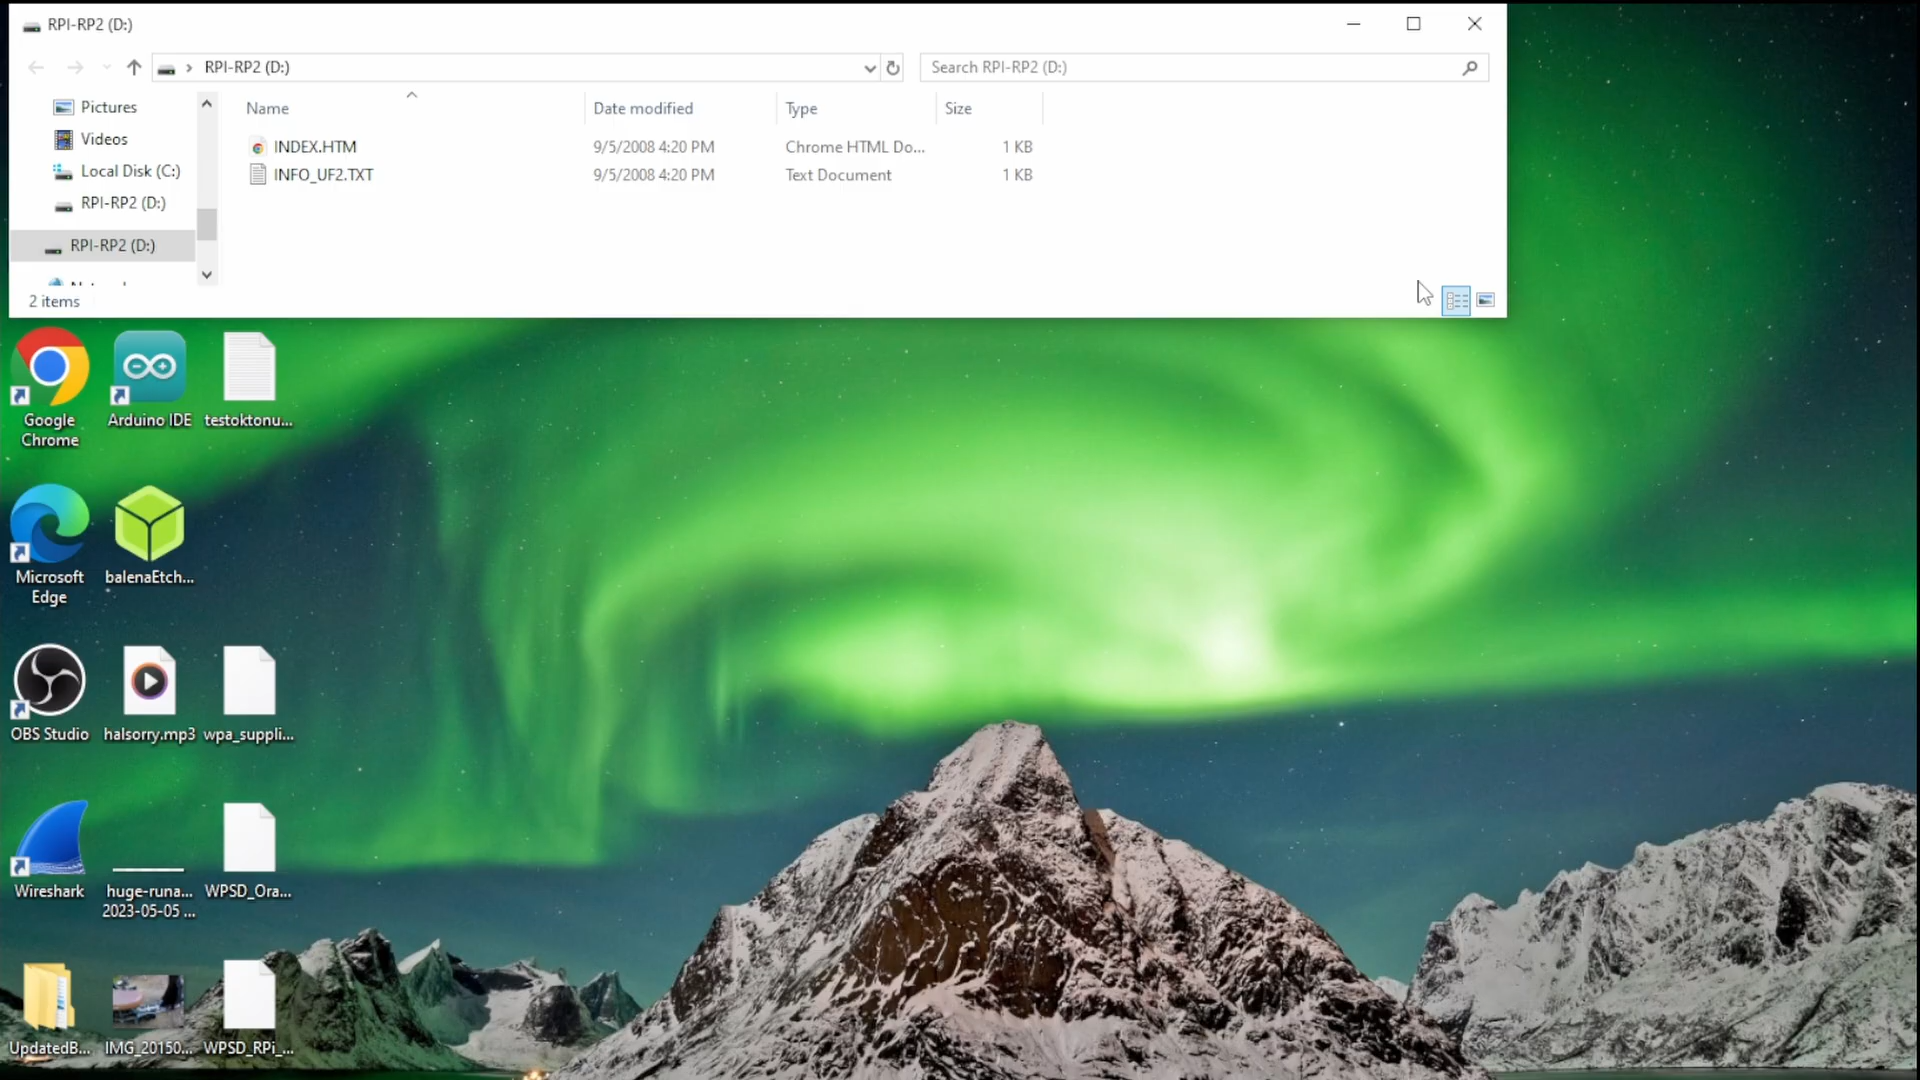 RPI-RP2 (D:)
RPI-RP2 (D:)
Search RPI-RP2 (D:)
Pictures
Videos
Local Disk (C:)
RPI-RP2 (D:)
RPI-RP2 (D:)
Name
Date modified
Type
Size
INDEX.HTM
9/5/2008 4:20 PM
Chrome HTML Do...
1 KB
INFO_UF2.TXT
9/5/2008 4:20 PM
Text Document
1 KB
2 items
Google
Chrome
Arduino IDE
testoktonu...
Microsoft
Edge
balenaEtch...
OBS Studio
halsorry.mp3
wpa_suppli...
Wireshark
huge-runa...
2023-05-05 ...
WPSD_Ora...
UpdatedB...
IMG_20150...
WPSD_RPi_...